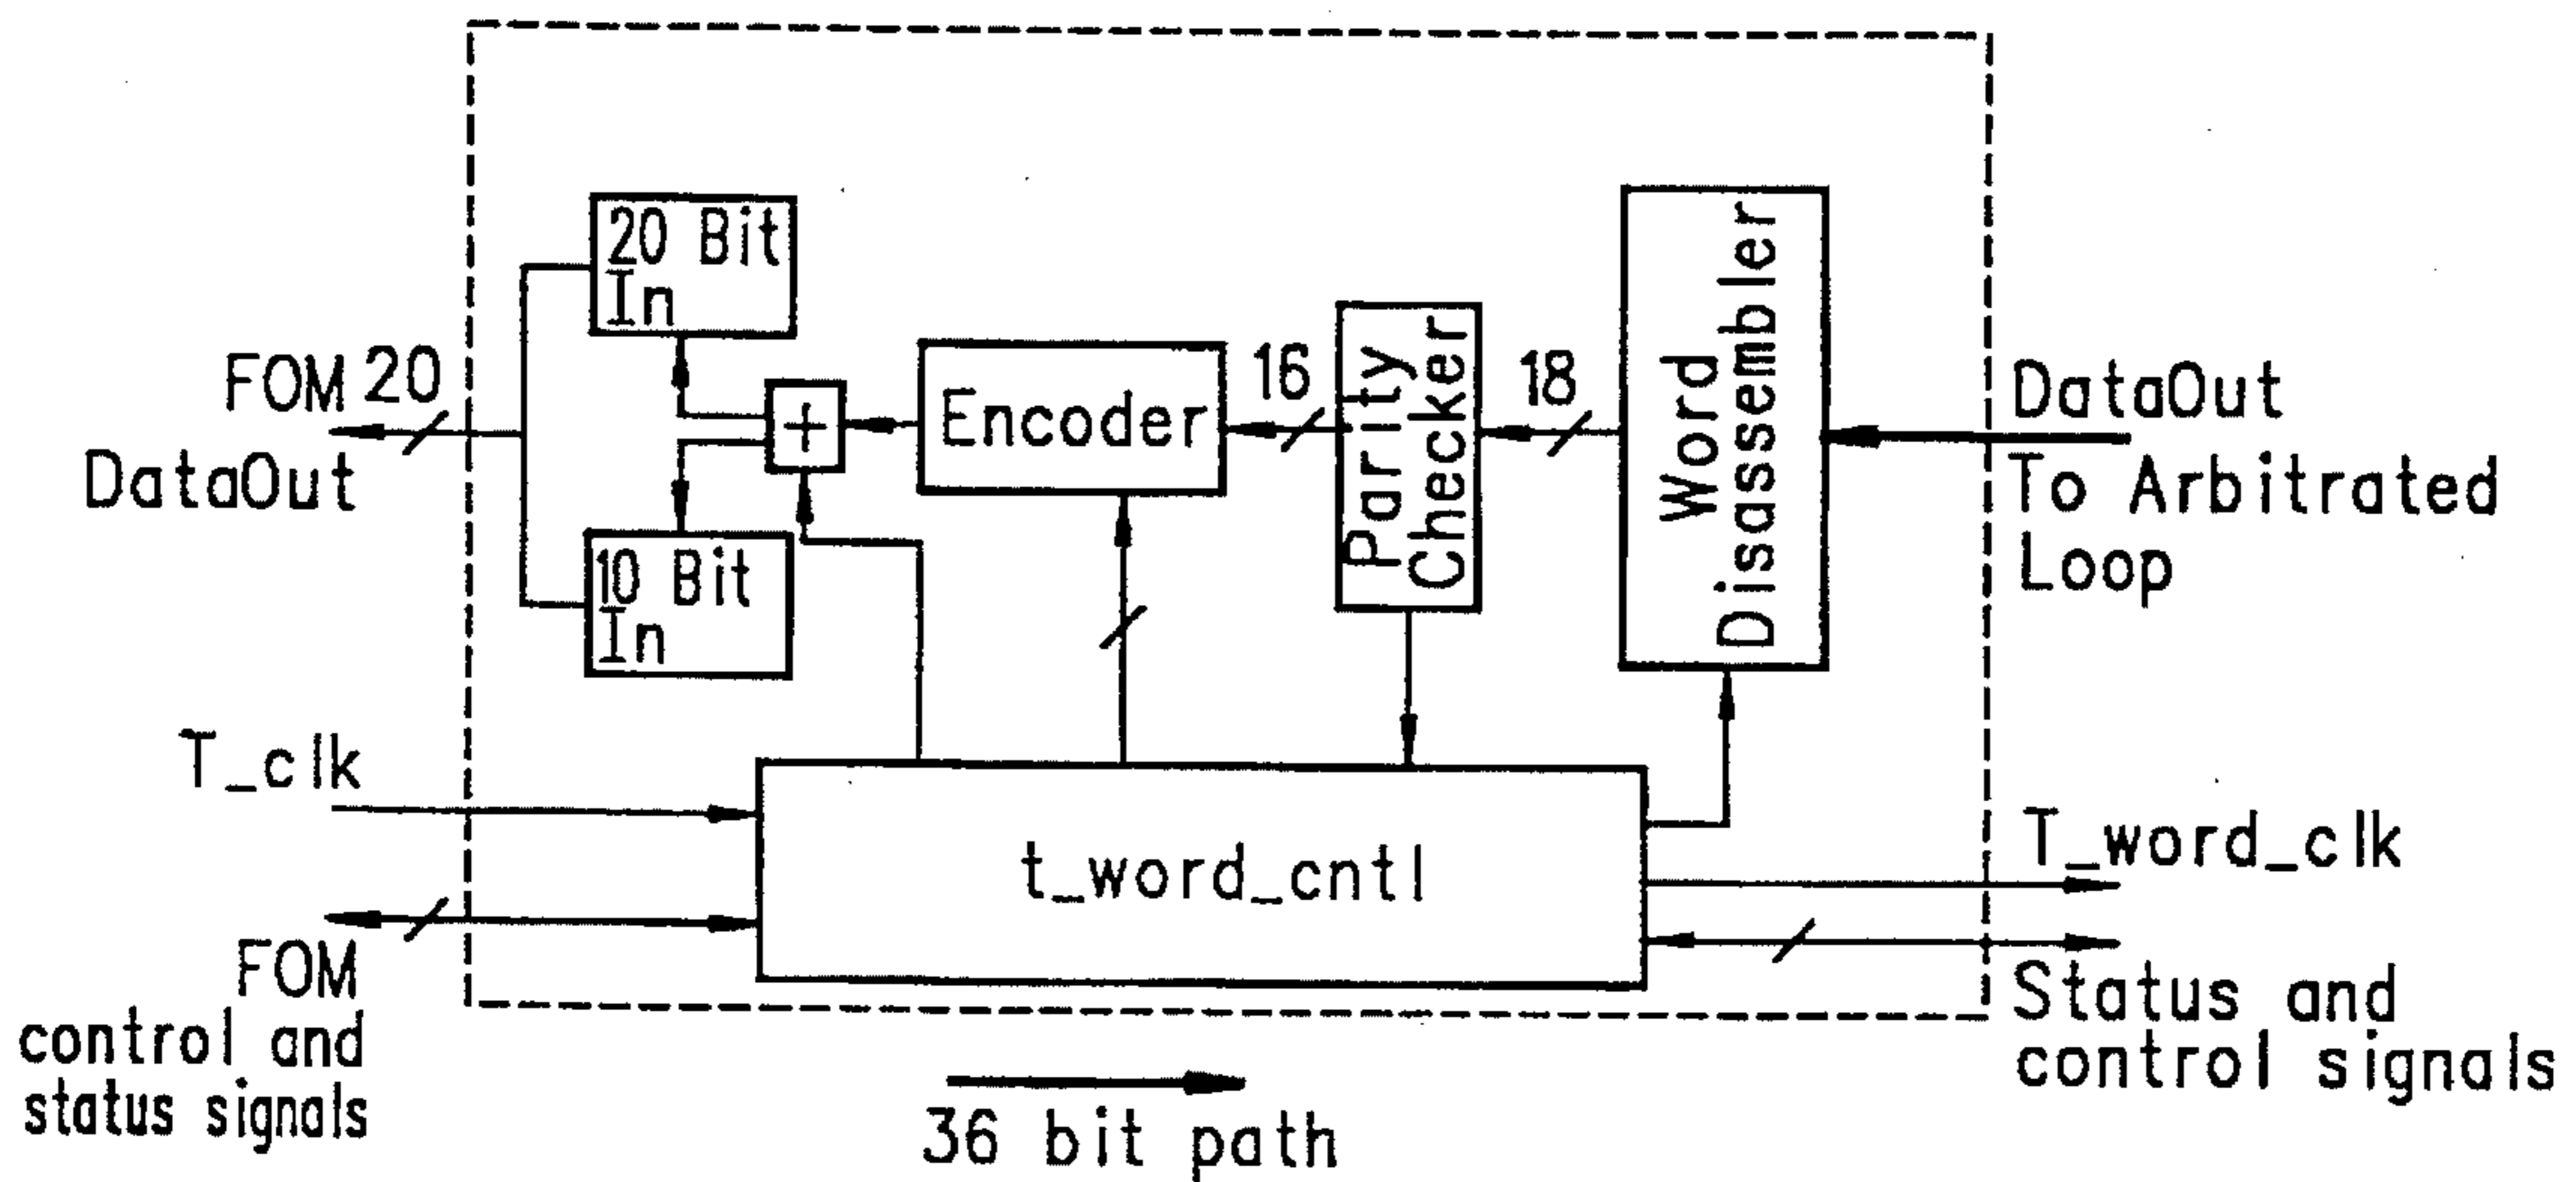 20 Bit
In
FOM 20
DataOut
10 Bit
In
+
Encoder
16
Parity
Checker
18
Word
Disassembler
DataOut
To Arbitrated
Loop
T_clk
t_word_cntl
T_word_clk
FOM
control and
status signals
Status and
control signals
36 bit path